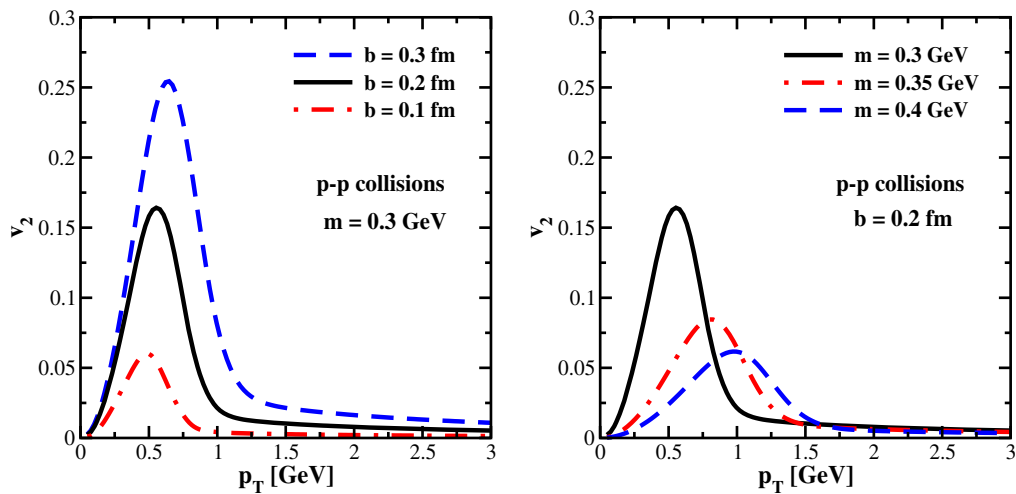 0.3
0.25
0.2
0.15
0.1
0.05
0
v2
b = 0.3 fm
b = 0.2 fm
b = 0.1 fm
p-p collisions
m = 0.3 GeV
0 0.5 1 1.5 2 2.5 3
pT [GeV]
0.3
0.25
0.2
0.15
0.1
0.05
0
v2
m = 0.3 GeV
m = 0.35 GeV
m = 0.4 GeV
p-p collisions
b = 0.2 fm
0 0.5 1 1.5 2 2.5 3
pT [GeV]